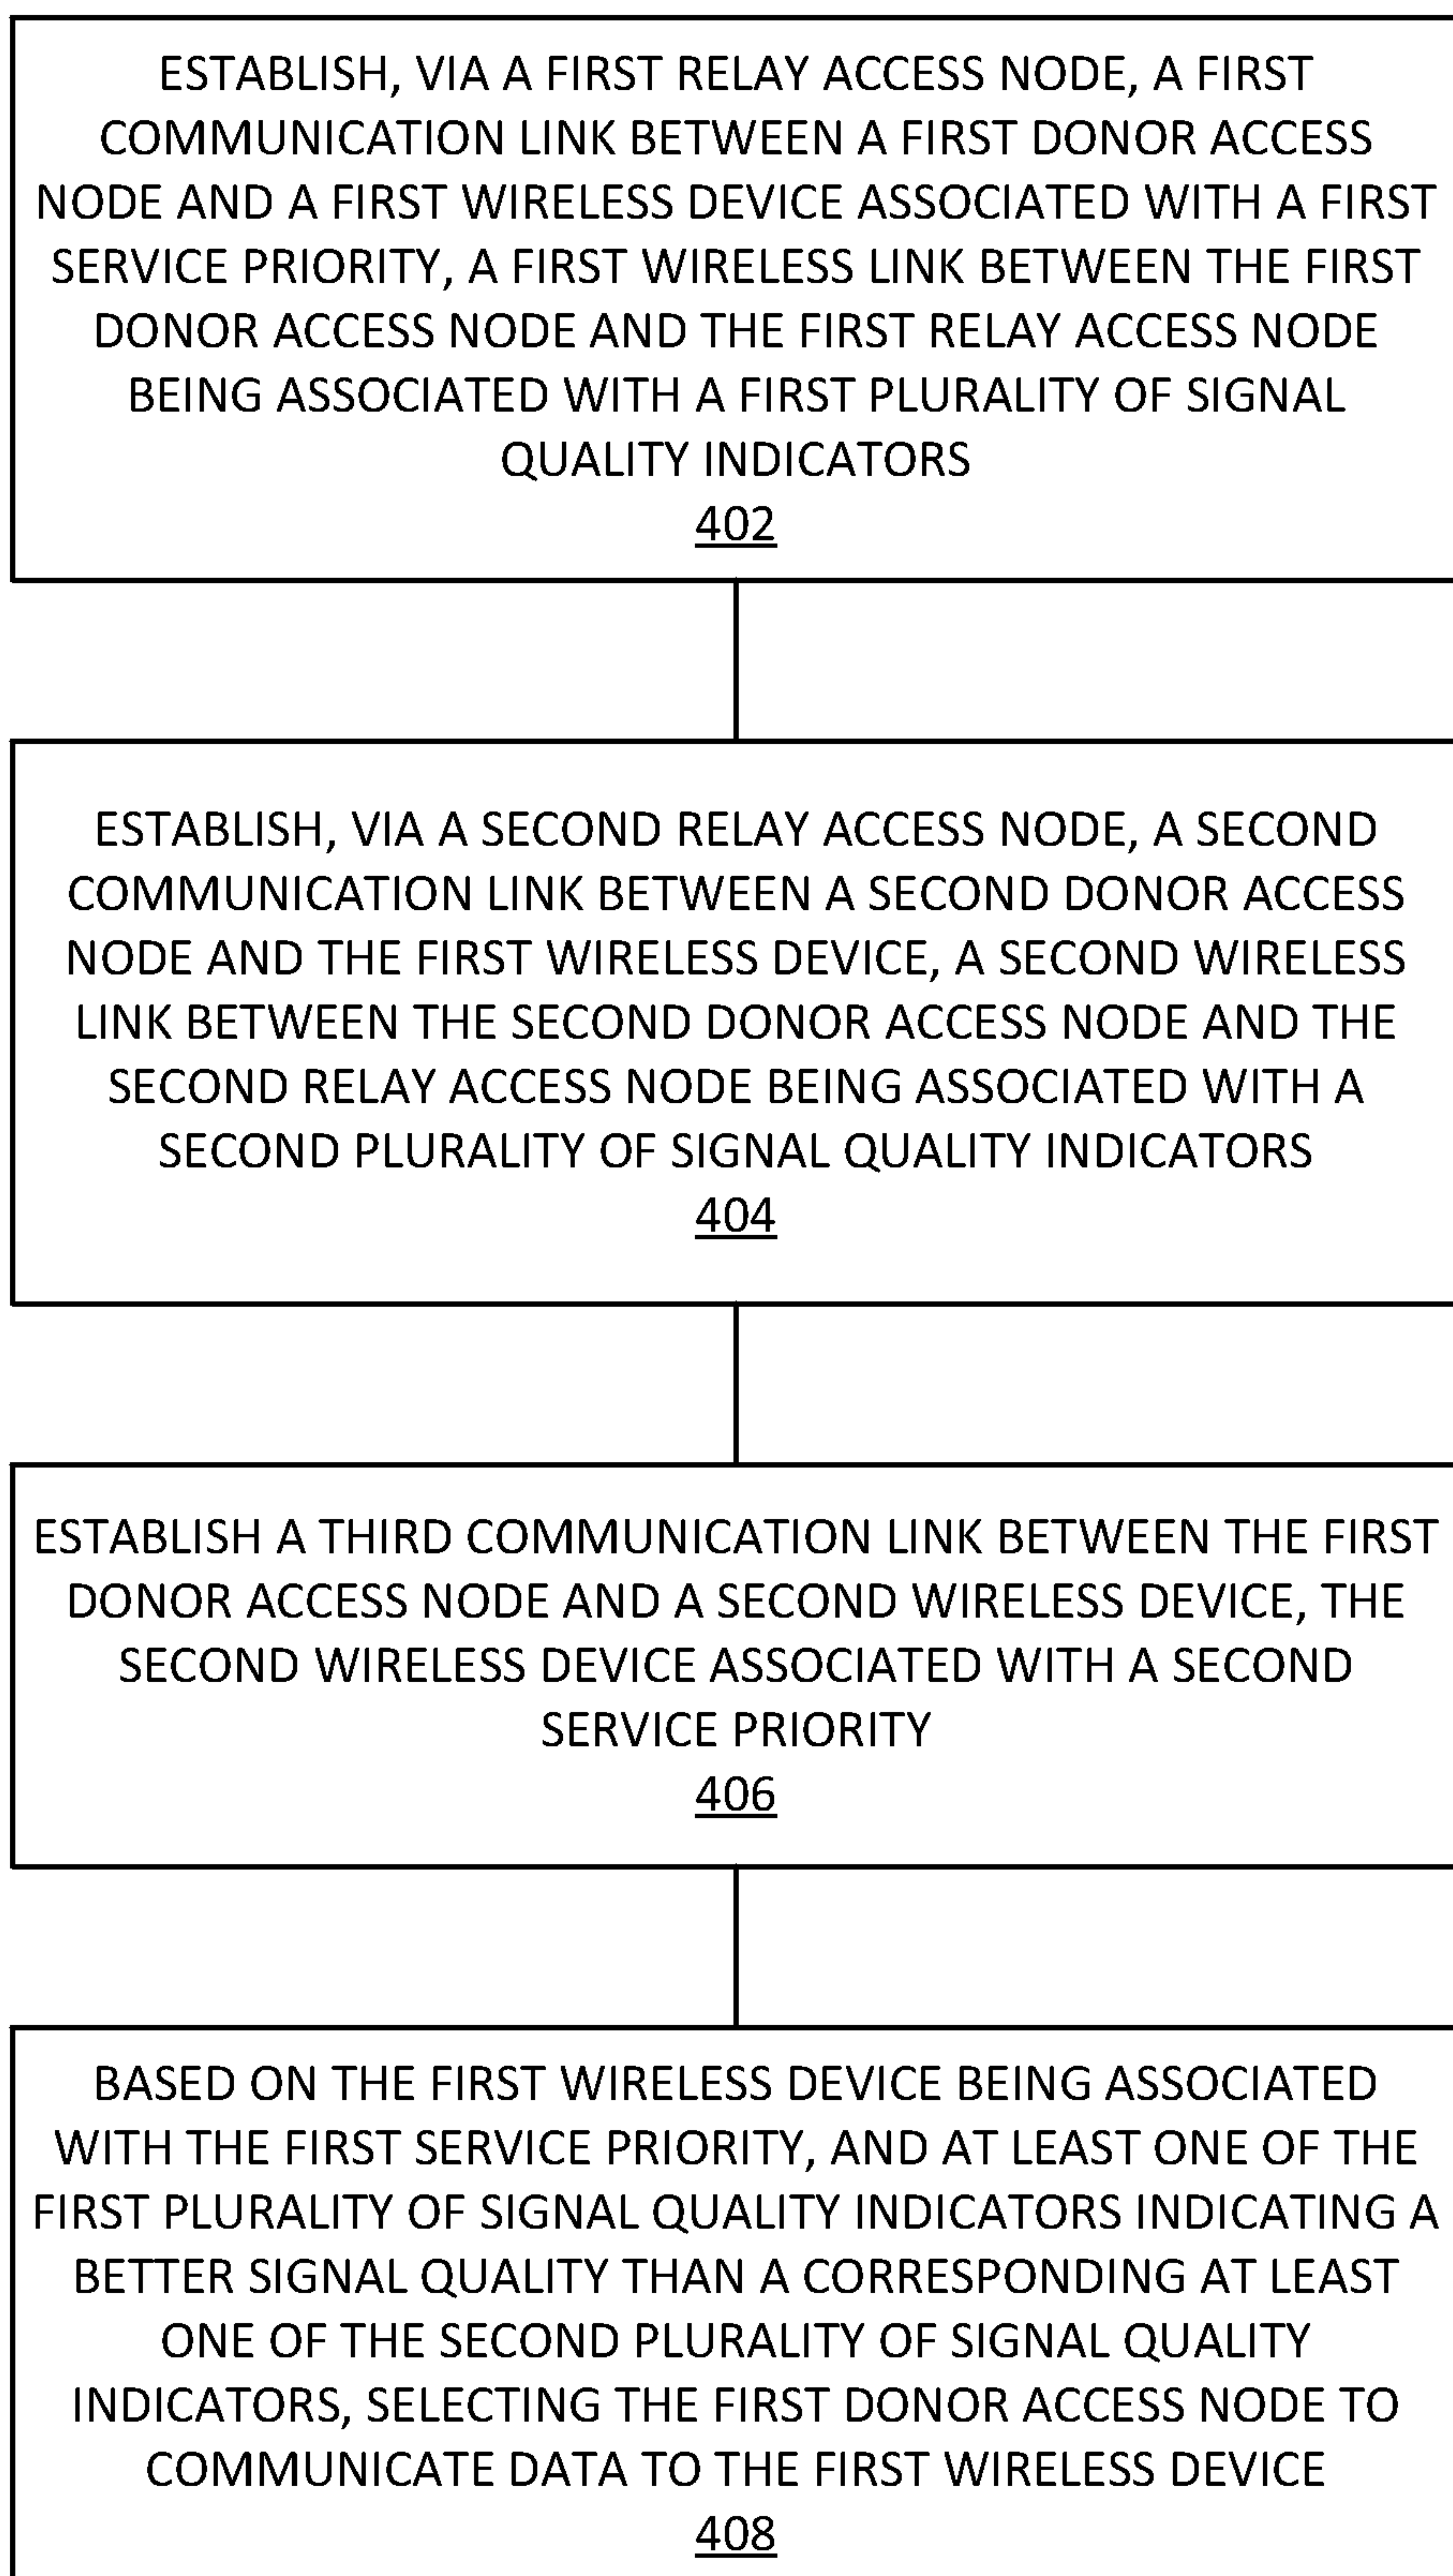 ESTABLISH, VIA A FIRST RELAY ACCESS NODE, A FIRST
COMMUNICATION LINK BETWEEN A FIRST DONOR ACCESS
NODE AND A FIRST WIRELESS DEVICE ASSOCIATED WITH A FIRST
SERVICE PRIORITY, A FIRST WIRELESS LINK BETWEEN THE FIRST
DONOR ACCESS NODE AND THE FIRST RELAY ACCESS NODE
BEING ASSOCIATED WITH A FIRST PLURALITY OF SIGNAL
QUALITY INDICATORS
402
ESTABLISH, VIA A SECOND RELAY ACCESS NODE, A SECOND
COMMUNICATION LINK BETWEEN A SECOND DONOR ACCESS
NODE AND THE FIRST WIRELESS DEVICE, A SECOND WIRELESS
LINK BETWEEN THE SECOND DONOR ACCESS NODE AND THE
SECOND RELAY ACCESS NODE BEING ASSOCIATED WITH A
SECOND PLURALITY OF SIGNAL QUALITY INDICATORS
404
ESTABLISH A THIRD COMMUNICATION LINK BETWEEN THE FIRST
DONOR ACCESS NODE AND A SECOND WIRELESS DEVICE, THE
SECOND WIRELESS DEVICE ASSOCIATED WITH A SECOND
SERVICE PRIORITY
406
BASED ON THE FIRST WIRELESS DEVICE BEING ASSOCIATED
WITH THE FIRST SERVICE PRIORITY, AND AT LEAST ONE OF THE
FIRST PLURALITY OF SIGNAL QUALITY INDICATORS INDICATING A
BETTER SIGNAL QUALITY THAN A CORRESPONDING AT LEAST
ONE OF THE SECOND PLURALITY OF SIGNAL QUALITY
INDICATORS, SELECTING THE FIRST DONOR ACCESS NODE TO
COMMUNICATE DATA TO THE FIRST WIRELESS DEVICE
408